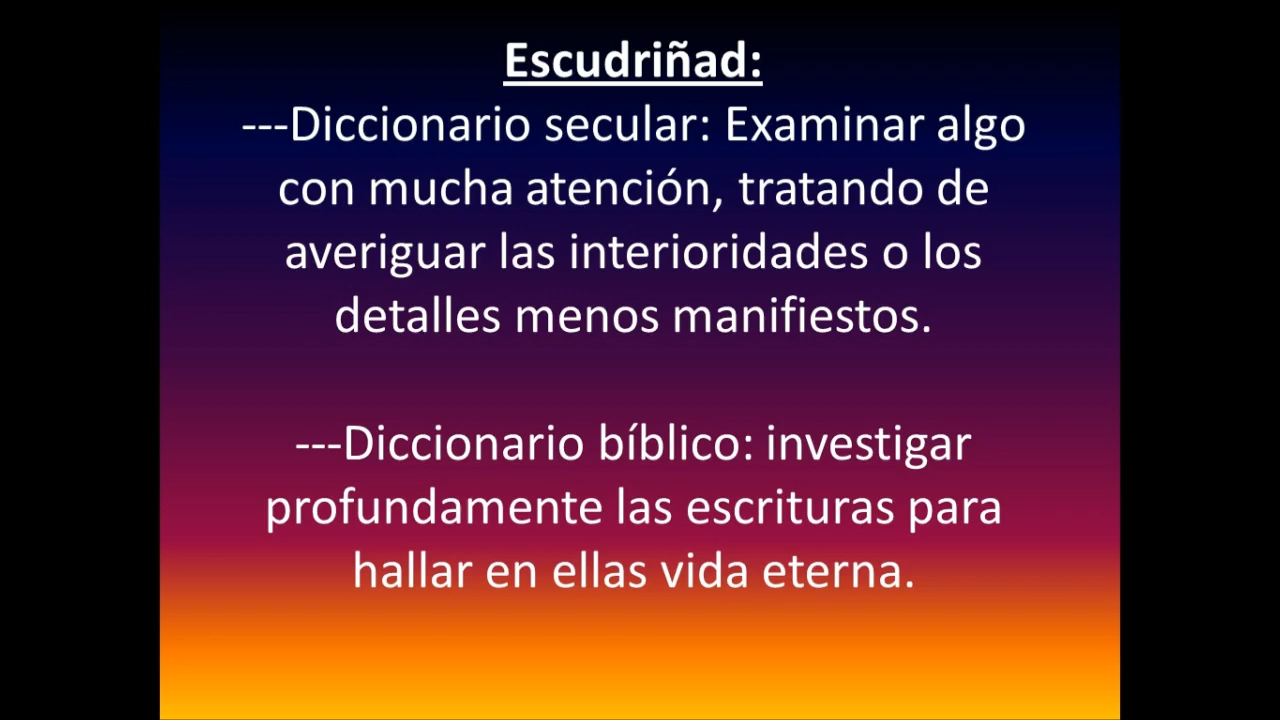 Escudriñad:
---Diccionario secular: Examinar algo
con mucha atención, tratando de
averiguar las interioridades o los
detalles menos manifiestos.
---Diccionario bíblico: investigar
profundamente las escrituras para
hallar en ellas vida eterna.